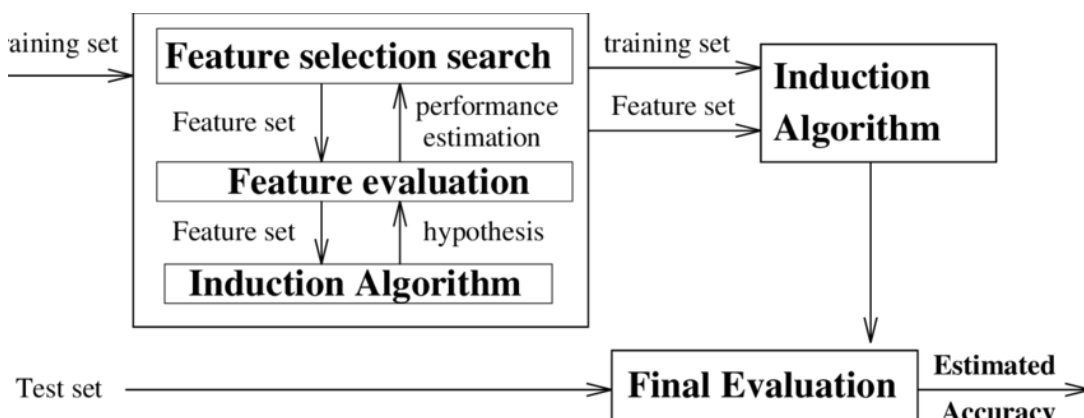 raining set
Feature selection search
training set
Feature set
performance
estimation
Feature set
Induction
Algorithm
Feature evaluation
Feature set
hypothesis
Induction Algorithm
Test set
Final Evaluation
Estimated
Accuracy